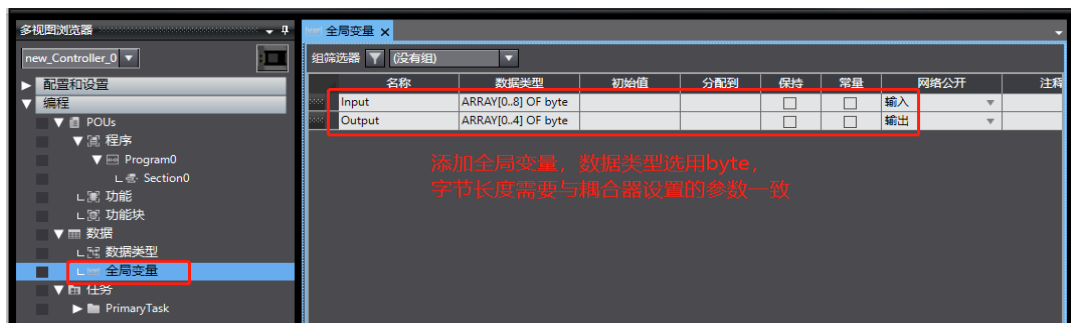 多视图浏览器
new_Controller_0
配置和设置
编程
POUs
程序
Program0
Section0
功能
功能块
数据
数据类型
全局变量
任务
PrimaryTask
全局变量
组筛选器 (没有组)
名称 数据类型 初始值 分配到 保持 常量 网络公开 注释
Input ARRAY[0..8] OF byte 输入
Output ARRAY[0..4] OF byte 输出
添加全局变量，数据类型选用byte，
字节长度需要与耦合器设置的参数一致